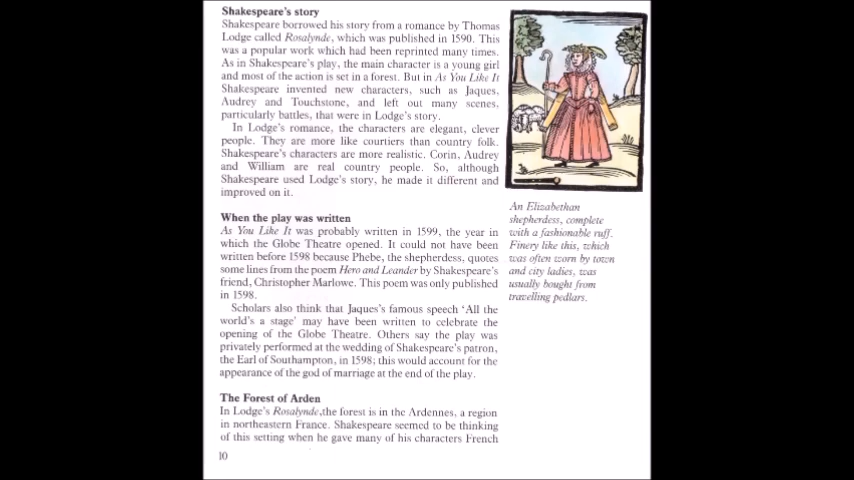 Shakespeare's story
Shakespeare borrowed his story from a romance by Thomas
Lodge called Rosalynde, which was published in 1590. This
was a popular work which had been reprinted many times.
As in Shakespeare's play, the main character is a young girl
and most of the action is set in a forest. But in As You Like It
Shakespeare invented new characters, such as Jaques,
Audrey and Touchstone, and left out many scenes,
particularly battles, that were in Lodge's story.
In Lodge's romance, the characters are elegant, clever
people. They are more like courtiers than country folk.
Shakespeare's characters are more realistic. Corin, Audrey
and William are real country people. So, although
Shakespeare used Lodge's story, he made it different and
improved on it.
When the play was written
As You Like It was probably written in 1599, the year in
which the Globe Theatre opened. It could not have been
written before 1598 because Phebe, the shepherdess, quotes
some lines from the poem Hero and Leander by Shakespeare's
friend, Christopher Marlowe. This poem was only published
in 1598.
Scholars also think that Jaques's famous speech 'All the
world's a stage' may have been written to celebrate the
opening of the Globe Theatre. Others say the play was
privately performed at the wedding of Shakespeare's patron,
the Earl of Southampton, in 1598; this would account for the
appearance of the god of marriage at the end of the play.
The Forest of Arden
In Lodge's Rosalynde, the forest is in the Ardennes, a region
in northeastern France. Shakespeare seemed to be thinking
of this setting when he gave many of his characters French
10
An Elizabethan
shepherdess, complete
with a fashionable ruff.
Finery like this, which
was often worn by town
and city ladies, was
usually bought from
travelling pedlars.